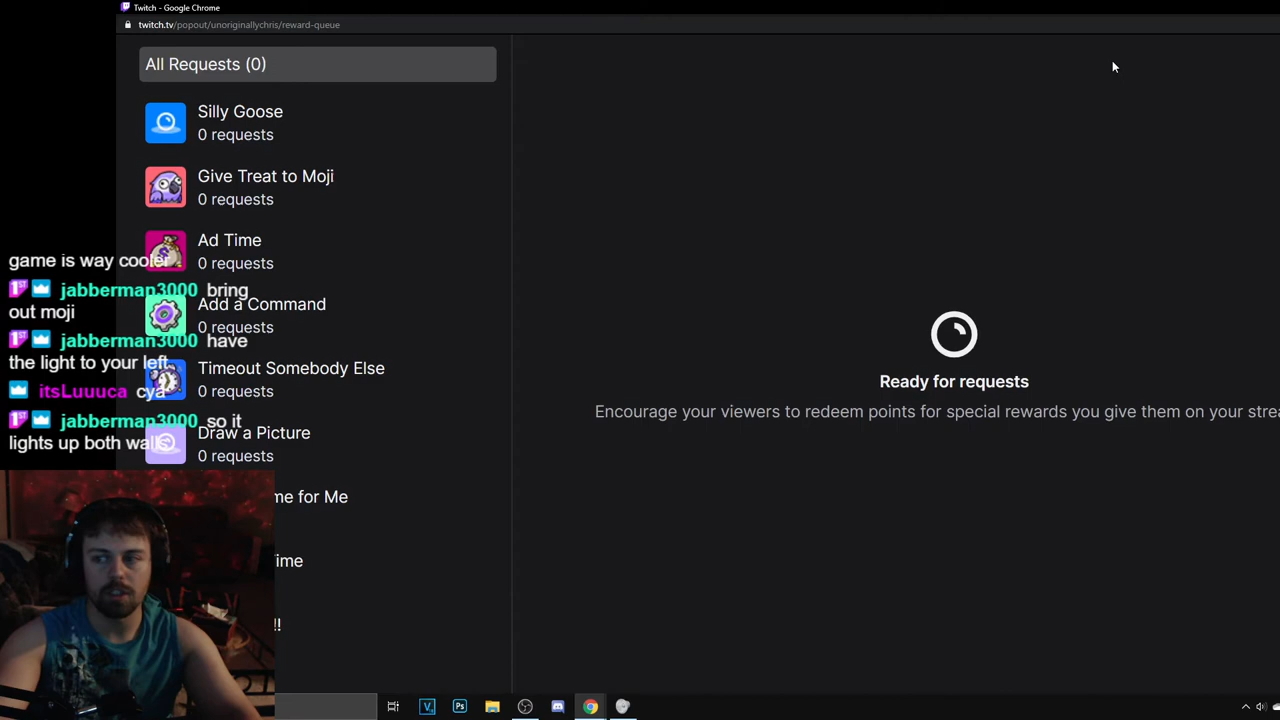 Twitch - Google Chrome
twitch.tv/popout/unoriginallychris/reward-queue
All Requests (0)
Silly Goose
0 requests
Give Treat to Moji
0 requests
Ad Time
0 requests
Add a Command
0 requests
Timeout Somebody Else
0 requests
Draw a Picture
0 requests
me for Me
ime
!!
game is way cooler
jabberman3000 bring
out moji
jabberman3000 have
the light to your left
itsLuuuca cya
jabberman3000 so it
lights up both walls
Ready for requests
Encourage your viewers to redeem points for special rewards you give them on your strea